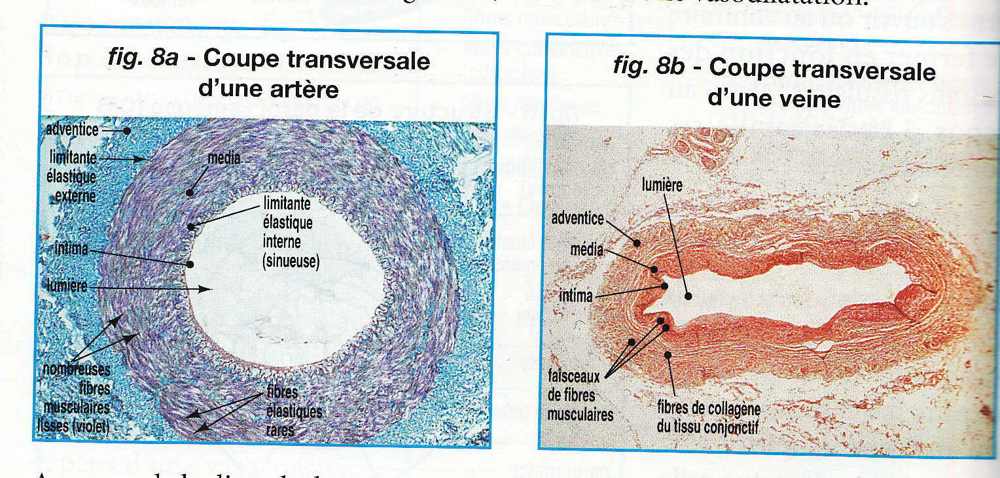 vasodilatation.
fig. 8a - Coupe transversale
d'une artère
adventice
limitante
élastique
externe
media
limitante
élastique
interne
(sinueuse)
intima
lumière
nombreuses
fibres
musculaires
lisses (violet)
fibres
élastiques
rares
fig. 8b - Coupe transversale
d'une veine
lumière
adventice
média
intima
faisceaux
de fibres
musculaires
fibres de collagène
du tissu conjonctif